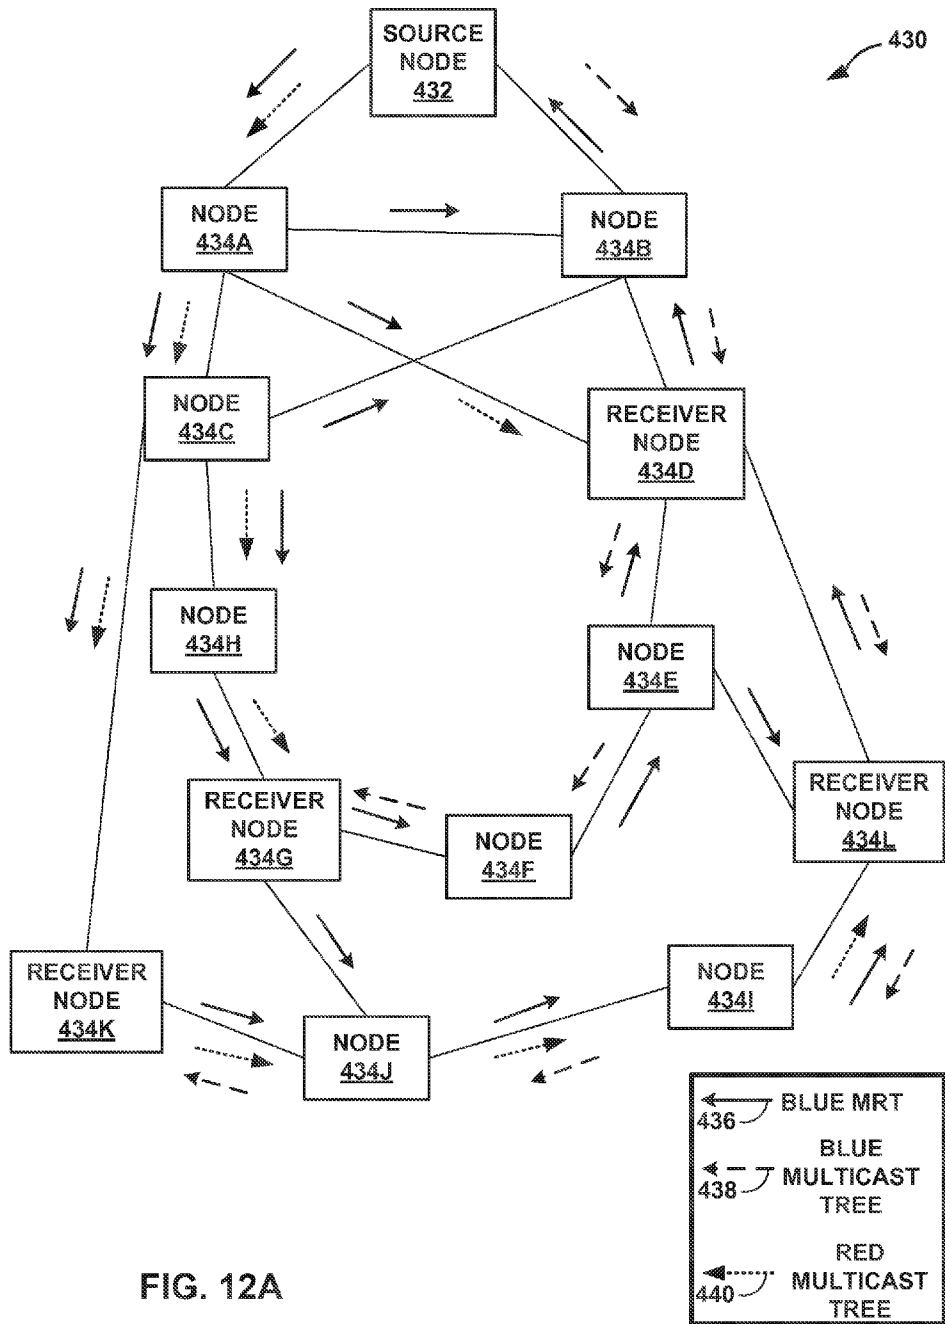 430
SOURCE
NODE
432
NODE
434A
NODE
434B
NODE
434C
RECEIVER
NODE
434D
NODE
434H
NODE
434E
RECEIVER
NODE
434G
NODE
434F
RECEIVER
NODE
434L
RECEIVER
NODE
434K
NODE
434J
NODE
434I
436
BLUE MRT
438
BLUE
MULTICAST
TREE
440
RED
MULTICAST
TREE
FIG. 12A